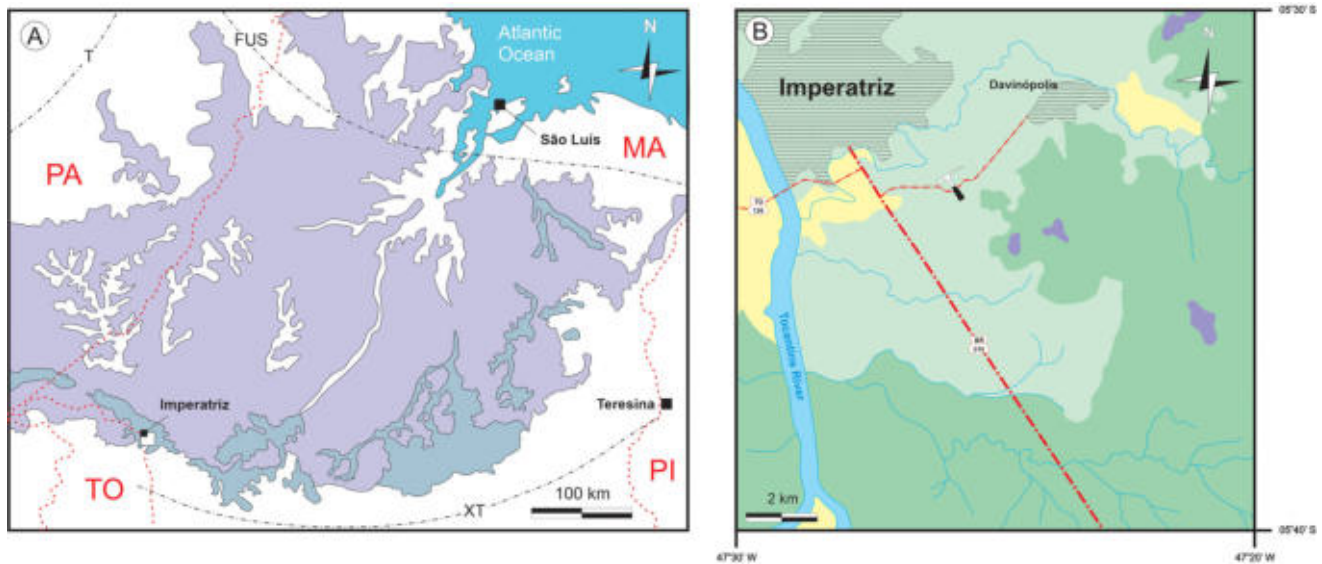 A
T
FUS
Atlantic
Ocean
N
São Luís
PA
MA
Imperatriz
Teresina
TO
PI
XT
100 km
B
Imperatriz
Davinópolis
N
Tocantins River
2 km
05°30' S
05°40' S
47°30' W
47°20' W